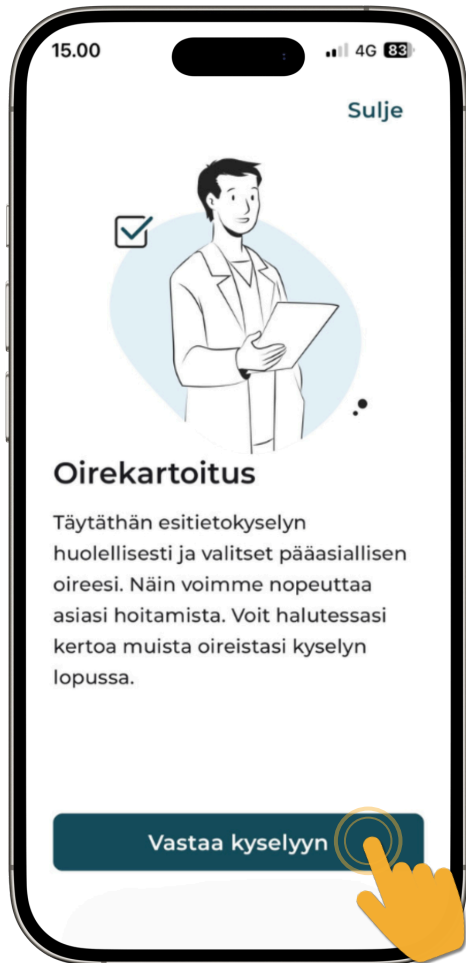 15.00 4G 83
Sulje
Oirekartoitus
Täytäthän esitietokyselyn
huolellisesti ja valitset pääasiallisen
oireesi. Näin voimme nopeuttaa
asiasi hoitamista. Voit halutessasi
kertoa muista oireistasi kyselyn
lopussa.
Vastaa kyselyyn